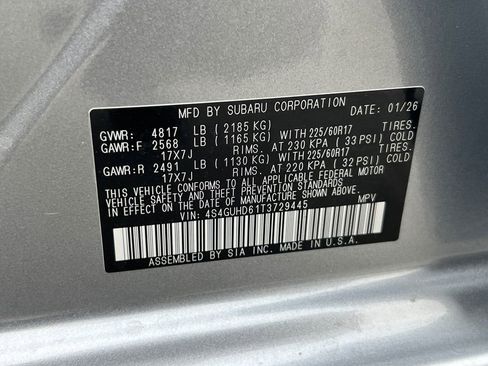 MFD BY SUBARU CORPORATION DATE: 01/26
GVWR: 4817 LB (2185 KG)
GAWR:F 2568 LB (1165 KG) WITH 225/60R17 TIRES.
17X7J RIMS. AT 230 KPA (33 PSI) COLD
GAWR:R 2491 LB (1130 KG) WITH 225/60R17 TIRES.
17X7J RIMS. AT 220 KPA (32 PSI) COLD
THIS VEHICLE CONFORMS TO ALL APPLICABLE FEDERAL MOTOR
VEHICLE SAFETY STANDARDS IN EFFECT ON THE DATE OF
MANUFACTURE SHOWN ABOVE.
VIN: 4S4GUHD61T3729445 MPV
ASSEMBLED BY SIA INC. MADE IN U.S.A.